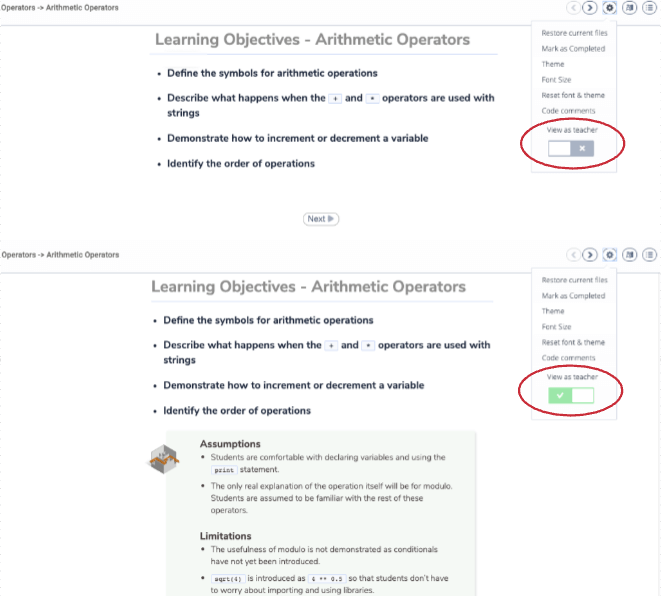 Operators -> Arithmetic Operators
Learning Objectives - Arithmetic Operators
• Define the symbols for arithmetic operations
• Describe what happens when the + and * operators are used with
strings
• Demonstrate how to increment or decrement a variable
• Identify the order of operations
Next
Restore current files
Mark as Completed
Theme
Font Size
Reset font & theme
Code comments
View as teacher
Operators -> Arithmetic Operators
Learning Objectives - Arithmetic Operators
• Define the symbols for arithmetic operations
• Describe what happens when the + and * operators are used with
strings
• Demonstrate how to increment or decrement a variable
• Identify the order of operations
Restore current files
Mark as Completed
Theme
Font Size
Reset font & theme
Code comments
View as teacher
Assumptions
• Students are comfortable with declaring variables and using the
print statement.
• The only real explanation of the operation itself will be for modulo.
Students are assumed to be familiar with the rest of these
operators.
Limitations
• The usefulness of modulo is not demonstrated as conditionals
have not yet been introduced.
• sqrt(4) is introduced as 4 ** 0.5 so that students don't have
to worry about importing and using libraries.